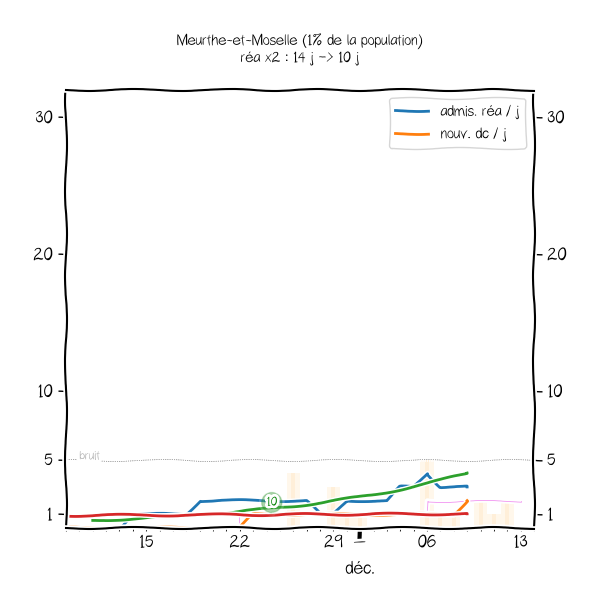 Meurthe-et-Moselle (1% de la population)
réa x2 : 14 j -> 10 j
admis. réa / j
nouv. dc / j
30
30
20
20
10
10
5
bruit
5
10
1
1
15
22
29
1
06
13
déc.